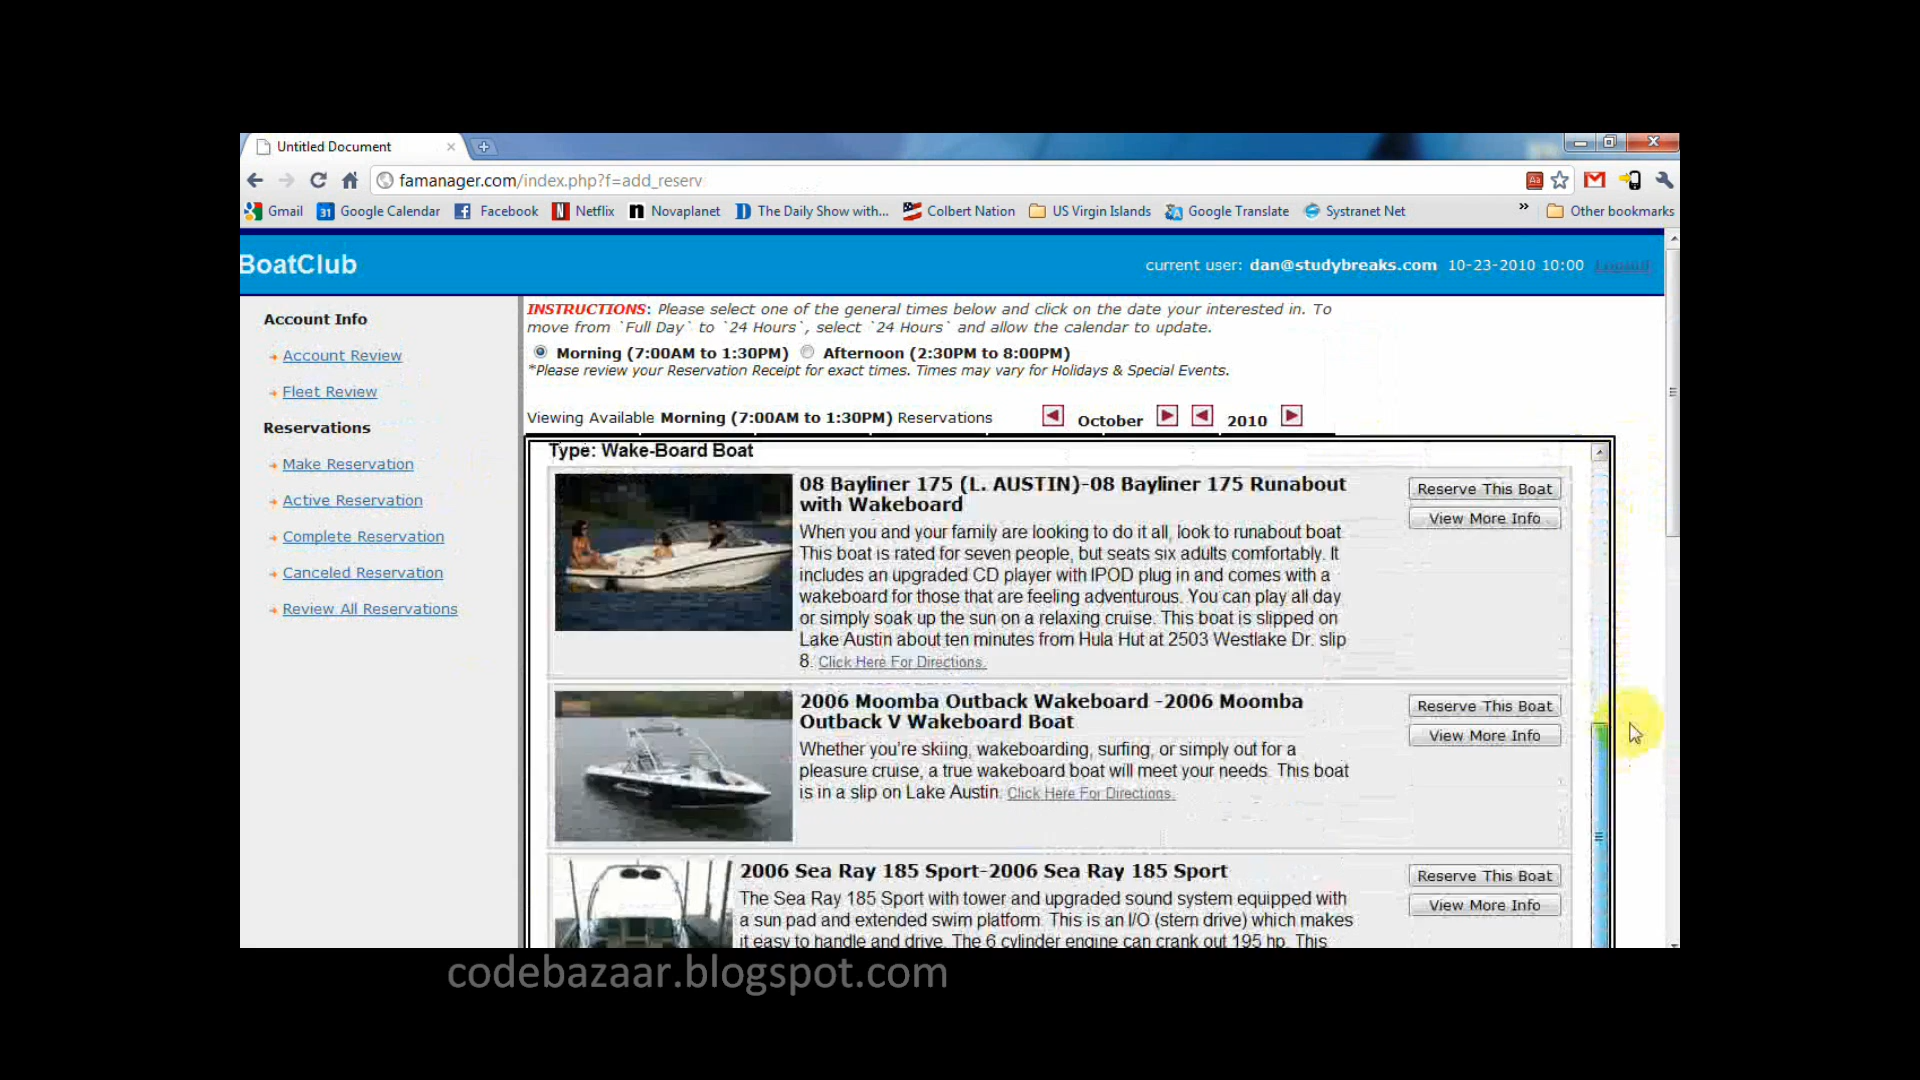 Untitled Document
famanager.com/index.php?f=add_reserv
Gmail
31 Google Calendar
Facebook
Netflix
Novaplanet
The Daily Show with...
Colbert Nation
US Virgin Islands
Google Translate
Systranet Net
»
Other bookmarks
BoatClub
current user: dan@studybreaks.com 10-23-2010 10:00
Account Info
Account Review
Fleet Review
Reservations
Make Reservation
Active Reservation
Complete Reservation
Canceled Reservation
Review All Reservations
INSTRUCTIONS: Please select one of the general times below and click on the date your interested in. To
move from `Full Day` to `24 Hours`, select `24 Hours` and allow the calendar to update.
Morning (7:00AM to 1:30PM) Afternoon (2:30PM to 8:00PM)
*Please review your Reservation Receipt for exact times. Times may vary for Holidays & Special Events.
Viewing Available Morning (7:00AM to 1:30PM) Reservations
October
2010
Type: Wake-Board Boat
08 Bayliner 175 (L. AUSTIN)-08 Bayliner 175 Runabout
with Wakeboard
When you and your family are looking to do it all, look to runabout boat.
This boat is rated for seven people, but seats six adults comfortably. It
includes an upgraded CD player with IPOD plug in and comes with a
wakeboard for those that are feeling adventurous. You can play all day
or simply soak up the sun on a relaxing cruise. This boat is slipped on
Lake Austin about ten minutes from Hula Hut at 2503 Westlake Dr. slip
8. Click Here For Directions.
Reserve This Boat
View More Info
2006 Moomba Outback Wakeboard -2006 Moomba
Outback V Wakeboard Boat
Whether you're skiing, wakeboarding, surfing, or simply out for a
pleasure cruise, a true wakeboard boat will meet your needs. This boat
is in a slip on Lake Austin. Click Here For Directions.
Reserve This Boat
View More Info
2006 Sea Ray 185 Sport-2006 Sea Ray 185 Sport
The Sea Ray 185 Sport with tower and upgraded sound system equipped with
a sun pad and extended swim platform. This is an I/O (stern drive) which makes
it easy to handle and drive. The 6 cylinder engine can crank out 195 hp. This
Reserve This Boat
View More Info
codebazaar.blogspot.com